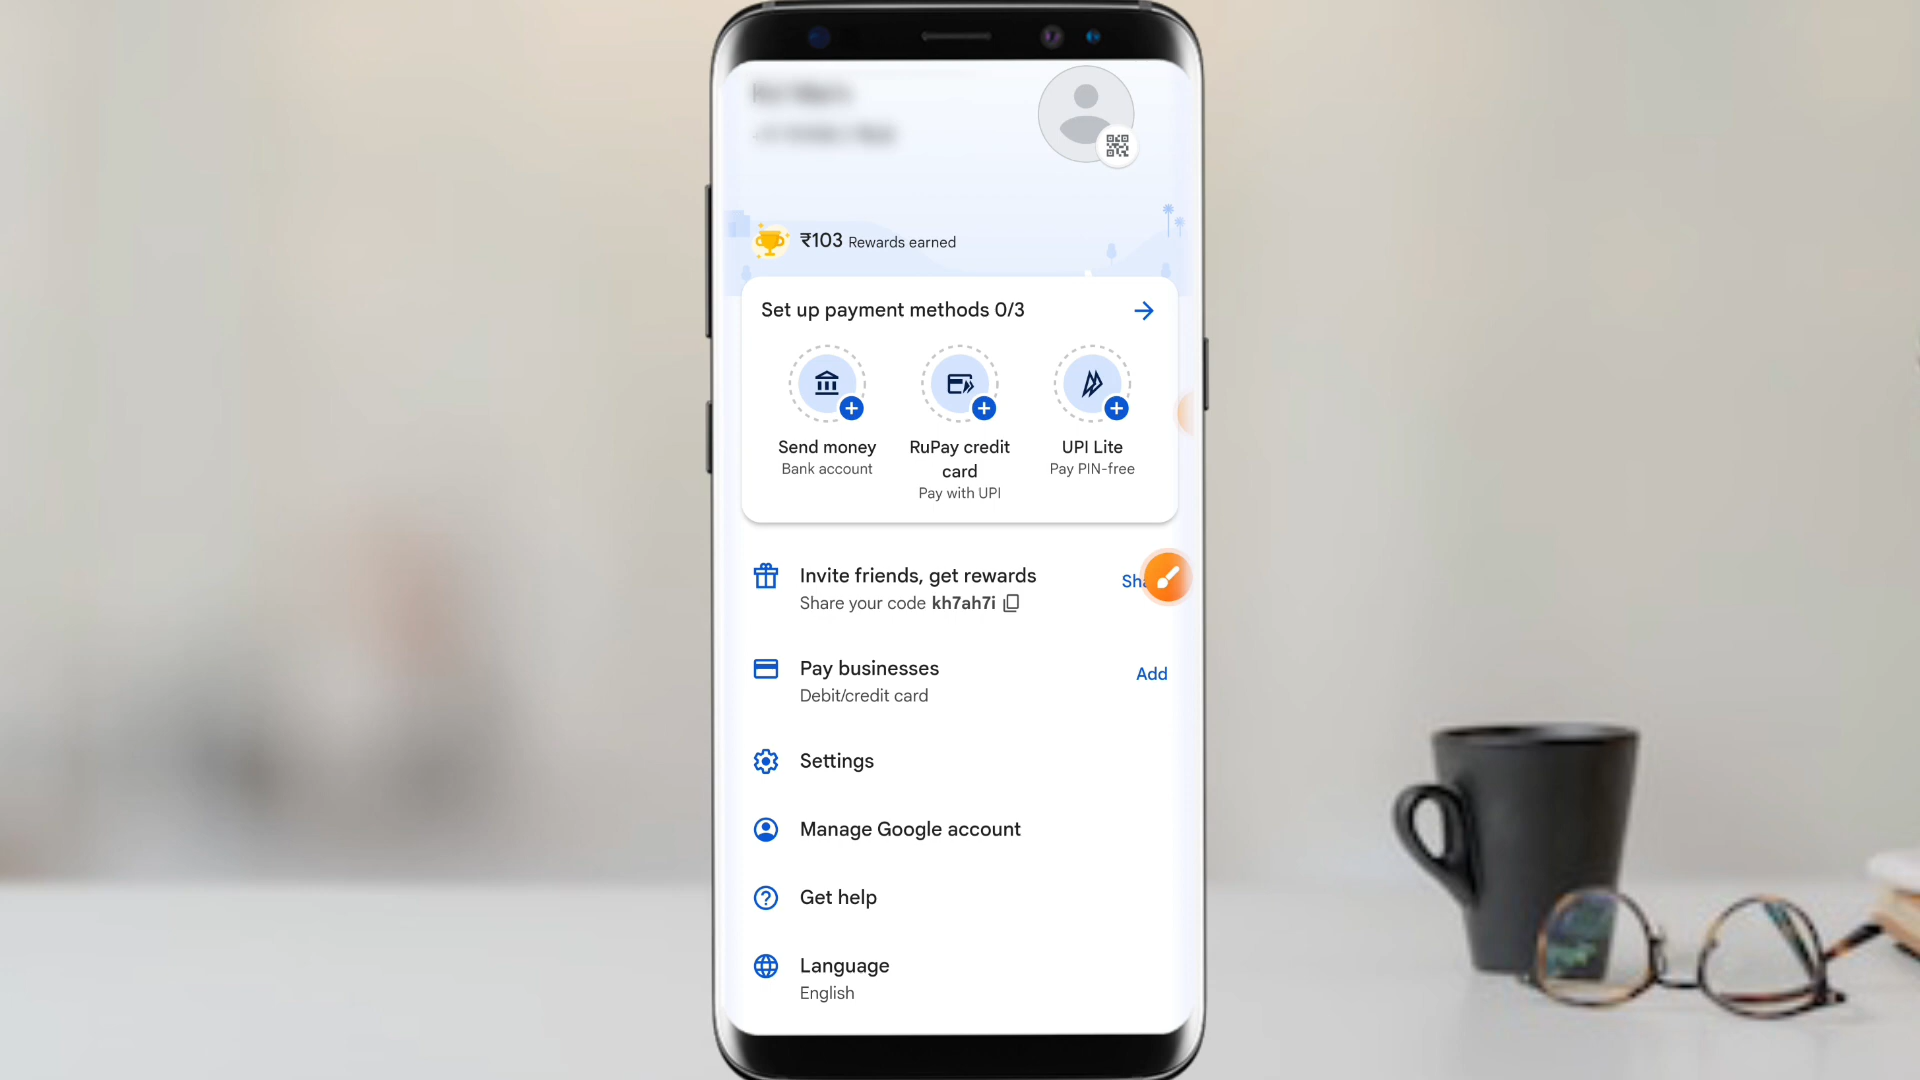 ₹103 Rewards earned
Set up payment methods 0/3
Send money
Bank account
RuPay credit
card
Pay with UPI
UPI Lite
Pay PIN-free
Invite friends, get rewards
Share your code kh7ah7i
Pay businesses
Debit/credit card
Add
Settings
Manage Google account
Get help
Language
English